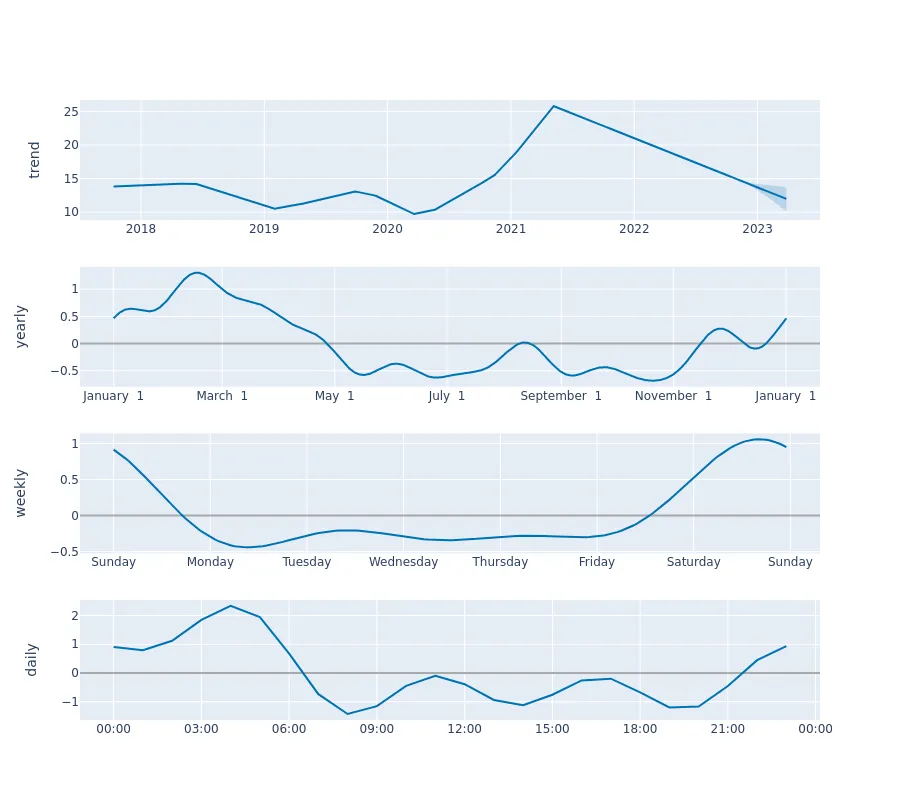 trend
25
20
15
10
2018 2019 2020 2021 2022 2023
yearly
1
0.5
0
−0.5
January 1 March 1 May 1 July 1 September 1 November 1 January 1
weekly
1
0.5
0
−0.5
Sunday Monday Tuesday Wednesday Thursday Friday Saturday Sunday
daily
2
1
0
−1
00:00 03:00 06:00 09:00 12:00 15:00 18:00 21:00 00:00